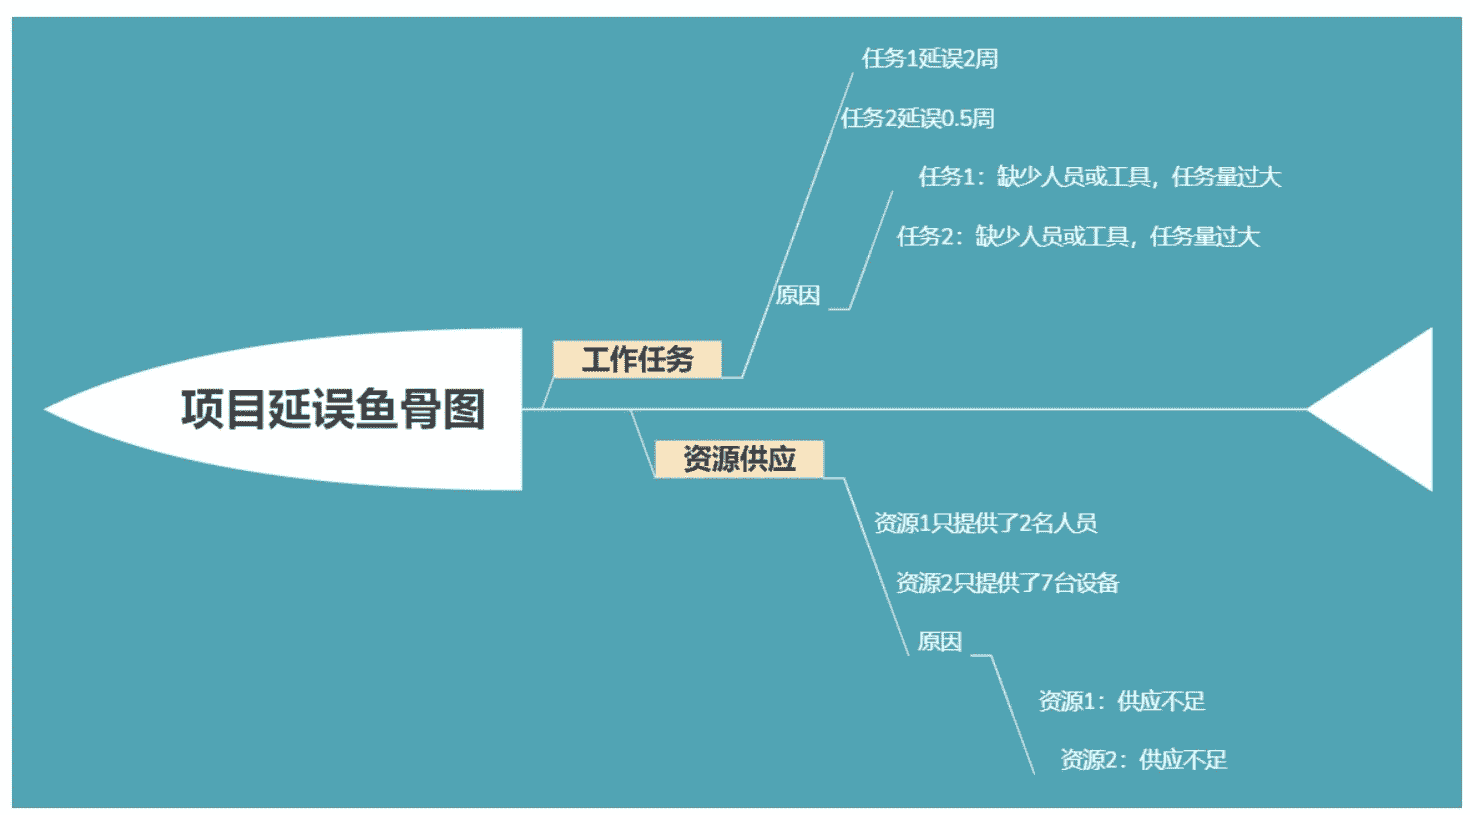 任务1延误2周
任务2延误0.5周
任务1：缺少人员或工具，任务量过大
任务2：缺少人员或工具，任务量过大
原因
工作任务
项目延误鱼骨图
资源供应
资源1只提供了2名人员
资源2只提供了7台设备
原因
资源1：供应不足
资源2：供应不足